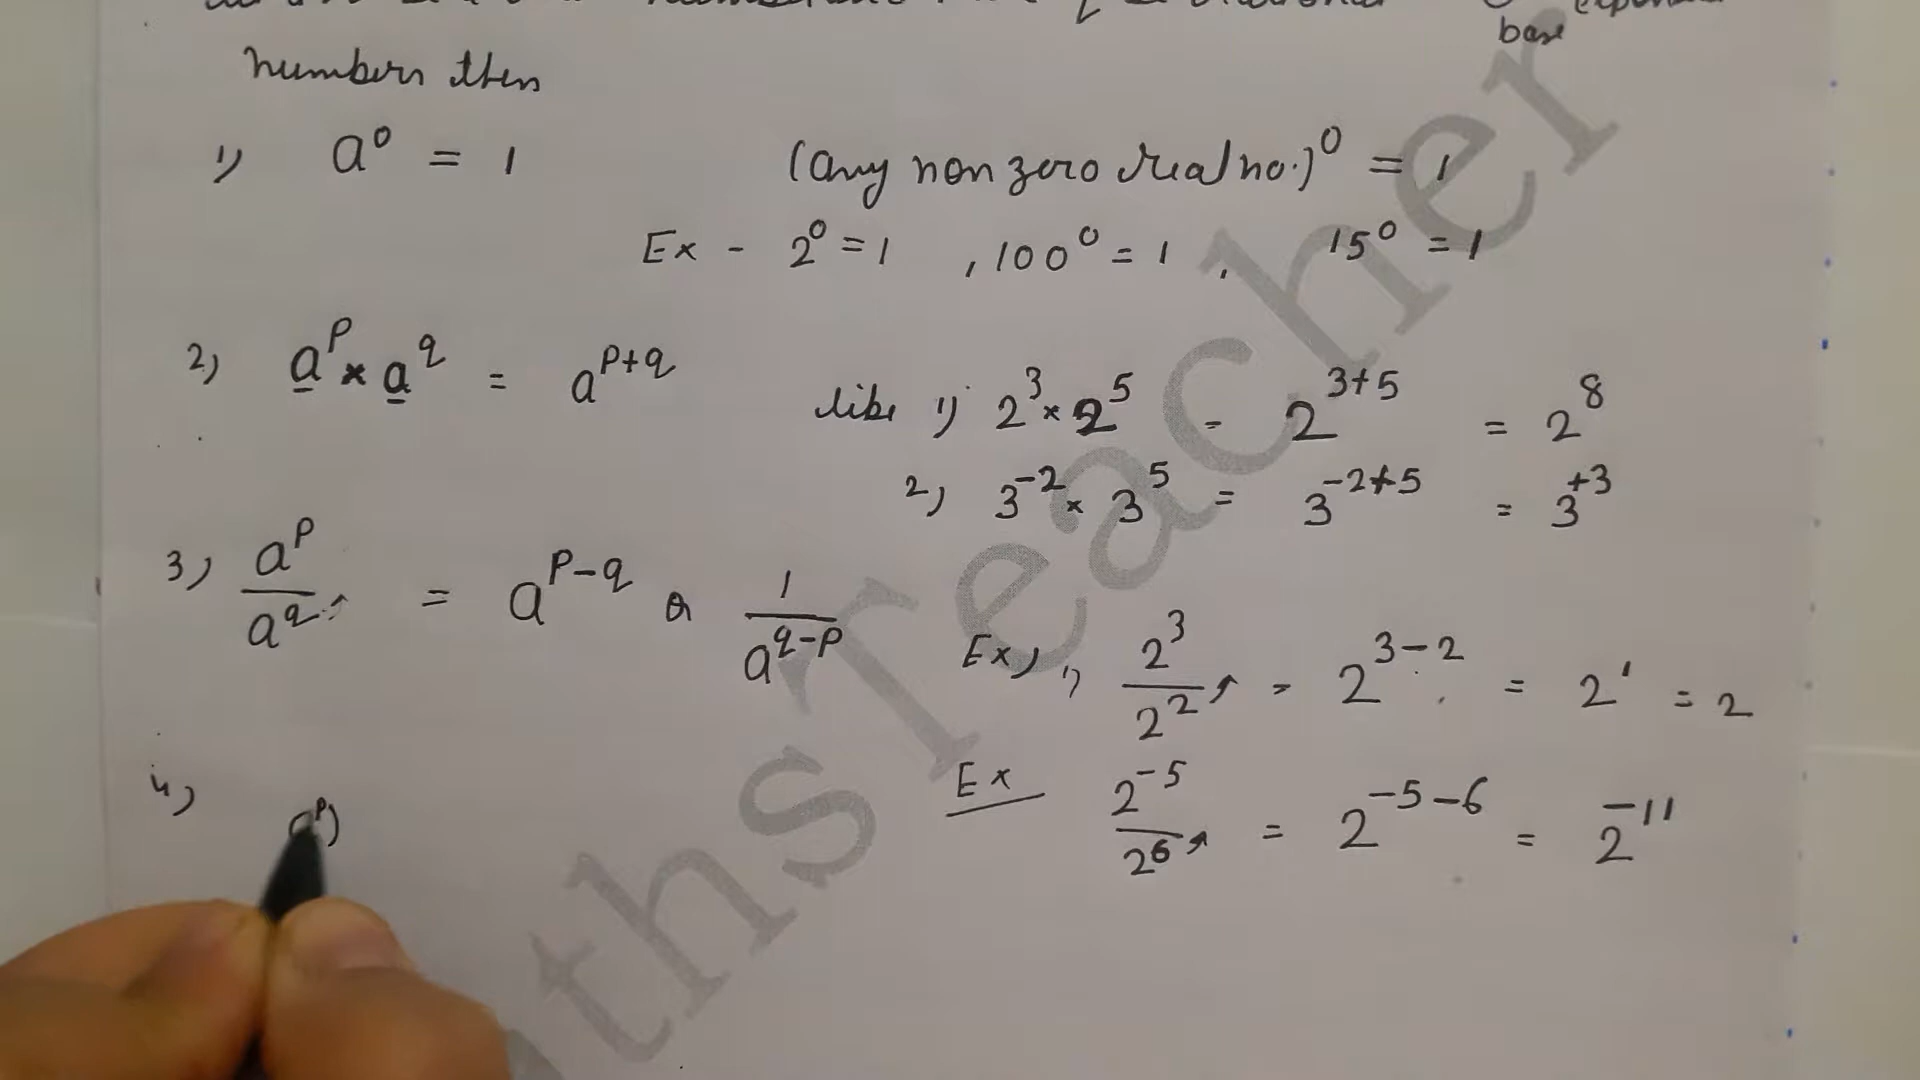 base
numbers then
1) a⁰ = 1 (Any non zero real no.)⁰ = 1
Ex - 2⁰ = 1 , 100⁰ = 1 , 15⁰ = 1
2) aᵖ × a^q = a^(p+q)
like 1) 2³ × 2⁵ = 2^(3+5) = 2⁸
2) 3⁻² × 3⁵ = 3^(-2+5) = 3^(+3)
3) aᵖ/a^q = a^(p-q) or 1/a^(q-p)
Ex) 1) 2³/2² = 2^(3-2) = 2¹ = 2
Ex 2⁻⁵/2⁶ = 2^(-5-6) = 2⁻¹¹
4) aᵖ)
Teacher